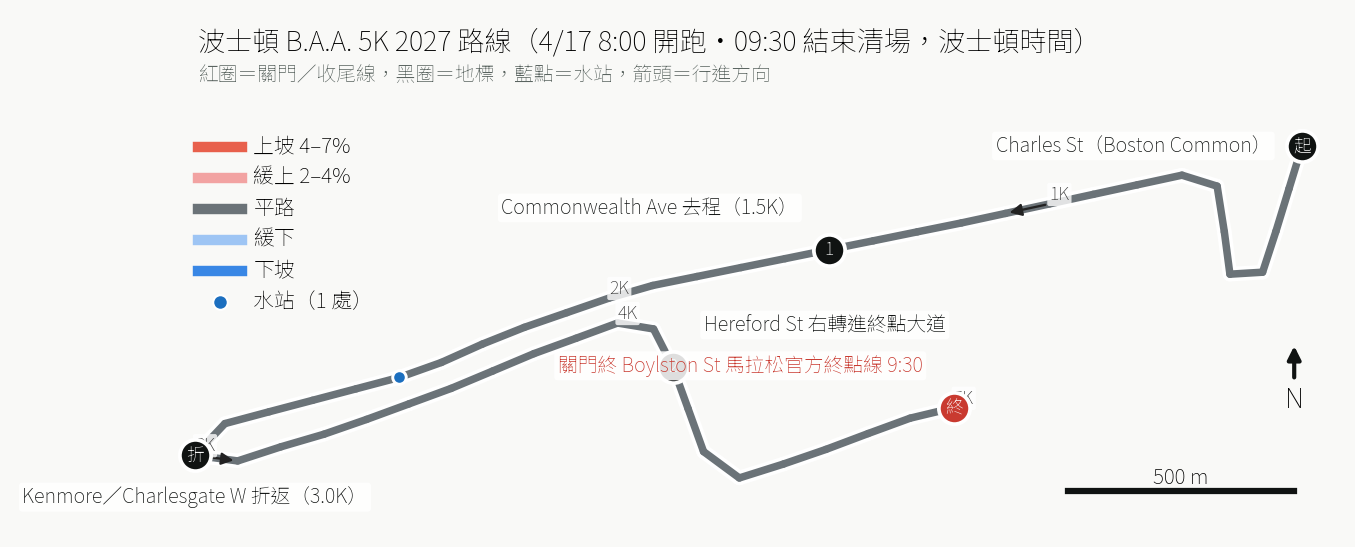 波士頓 B.A.A. 5K 2027 路線（4/17 8:00 開跑・09:30 結束清場，波士頓時間）
紅圈＝關門／收尾線，黑圈＝地標，藍點＝水站，箭頭＝行進方向
上坡 4–7%
緩上 2–4%
平路
緩下
下坡
水站（1 處）
Charles St（Boston Common）
起
1K
Commonwealth Ave 去程（1.5K）
1
2K
4K
Hereford St 右轉進終點大道
關門終 Boylston St 馬拉松官方終點線 9:30
終
折
Kenmore／Charlesgate W 折返（3.0K）
N
500 m